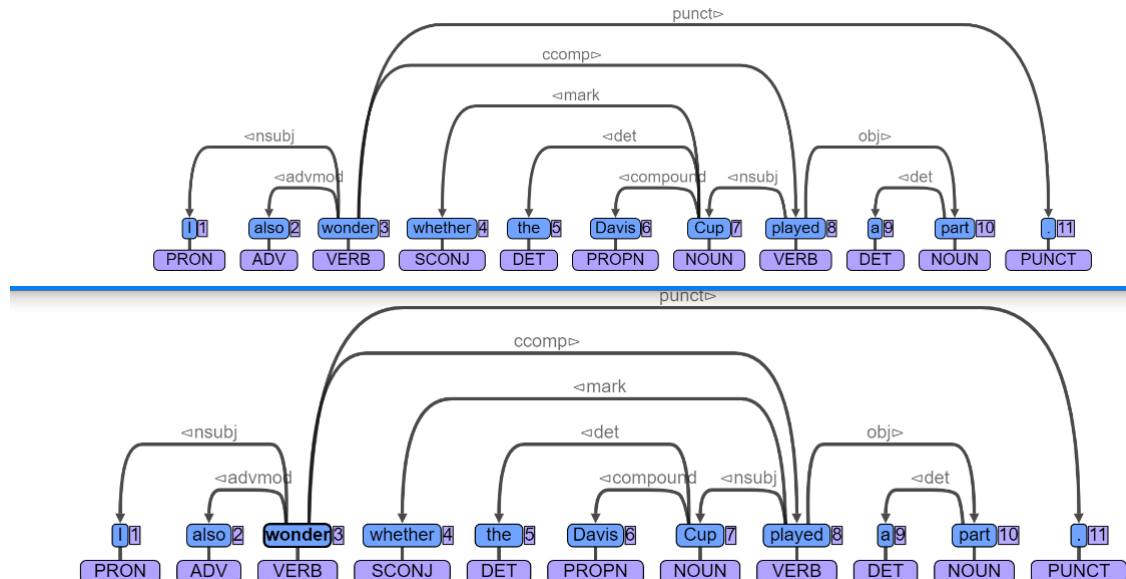 punct▹
ccomp▹
◃mark
◃nsubj ◃det obj▹
◃advmod ◃compound ◃nsubj ◃det
I 1 also 2 wonder 3 whether 4 the 5 Davis 6 Cup 7 played 8 a 9 part 10 . 11
PRON ADV VERB SCONJ DET PROPN NOUN VERB DET NOUN PUNCT
punct▹
ccomp▹
◃mark
◃nsubj ◃det obj▹
◃advmod ◃compound ◃nsubj ◃det
I 1 also 2 wonder 3 whether 4 the 5 Davis 6 Cup 7 played 8 a 9 part 10 . 11
PRON ADV VERB SCONJ DET PROPN NOUN VERB DET NOUN PUNCT